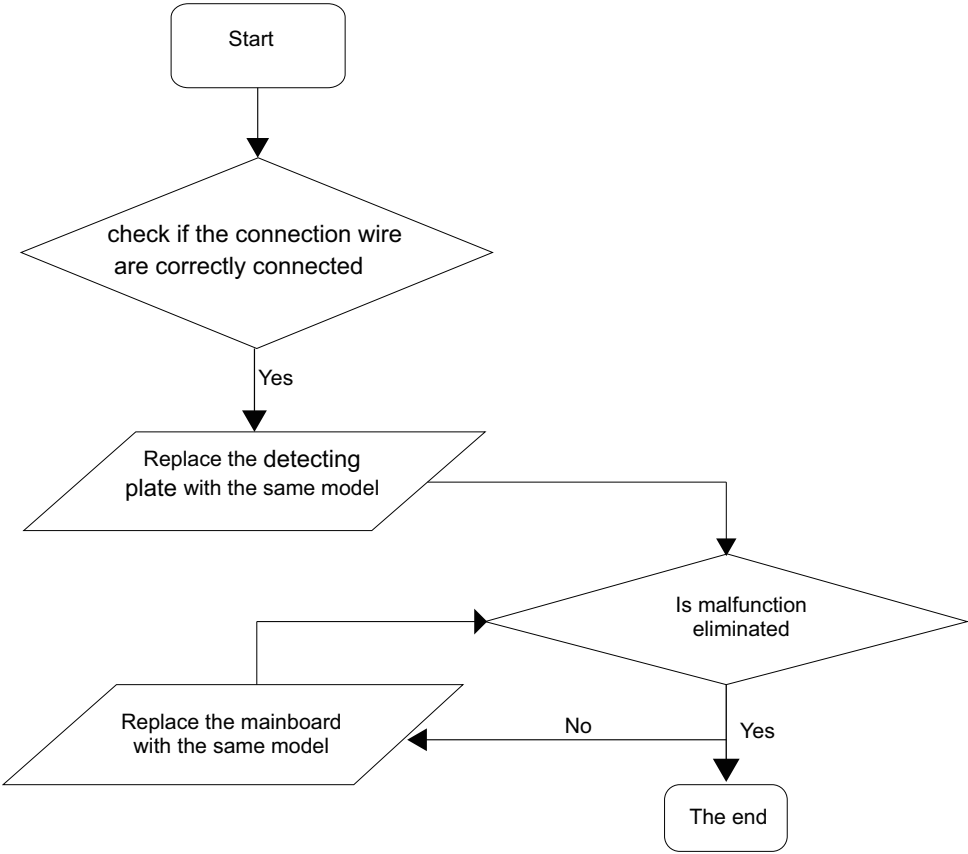 Start
check if the connection wire
are correctly connected
Yes
Replace the detecting
plate with the same model
Is malfunction
eliminated
Replace the mainboard
with the same model
No
Yes
The end